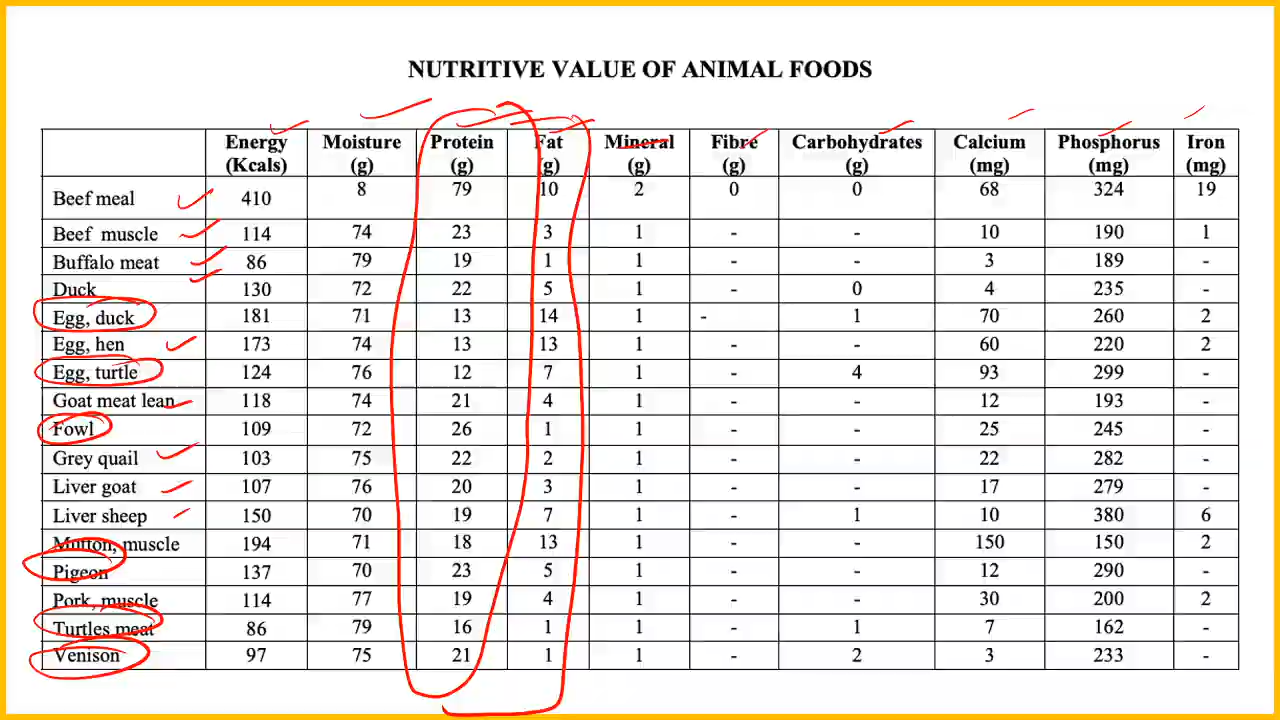 NUTRITIVE VALUE OF ANIMAL FOODS
Energy (Kcals) Moisture (g) Protein (g) Fat (g) Mineral (g) Fibre (g) Carbohydrates (g) Calcium (mg) Phosphorus (mg) Iron (mg)
Beef meal 410 8 79 10 2 0 0 68 324 19
Beef muscle 114 74 23 3 1 - - 10 190 1
Buffalo meat 86 79 19 1 1 - - 3 189 -
Duck 130 72 22 5 1 - 0 4 235 -
Egg, duck 181 71 13 14 1 - 1 70 260 2
Egg, hen 173 74 13 13 1 - - 60 220 2
Egg, turtle 124 76 12 7 1 - 4 93 299 -
Goat meat lean 118 74 21 4 1 - - 12 193 -
Fowl 109 72 26 1 1 - - 25 245 -
Grey quail 103 75 22 2 1 - - 22 282 -
Liver goat 107 76 20 3 1 - - 17 279 -
Liver sheep 150 70 19 7 1 - 1 10 380 6
Mutton, muscle 194 71 18 13 1 - - 150 150 2
Pigeon 137 70 23 5 1 - - 12 290 -
Pork, muscle 114 77 19 4 1 - - 30 200 2
Turtles meat 86 79 16 1 1 - 1 7 162 -
Venison 97 75 21 1 1 - 2 3 233 -